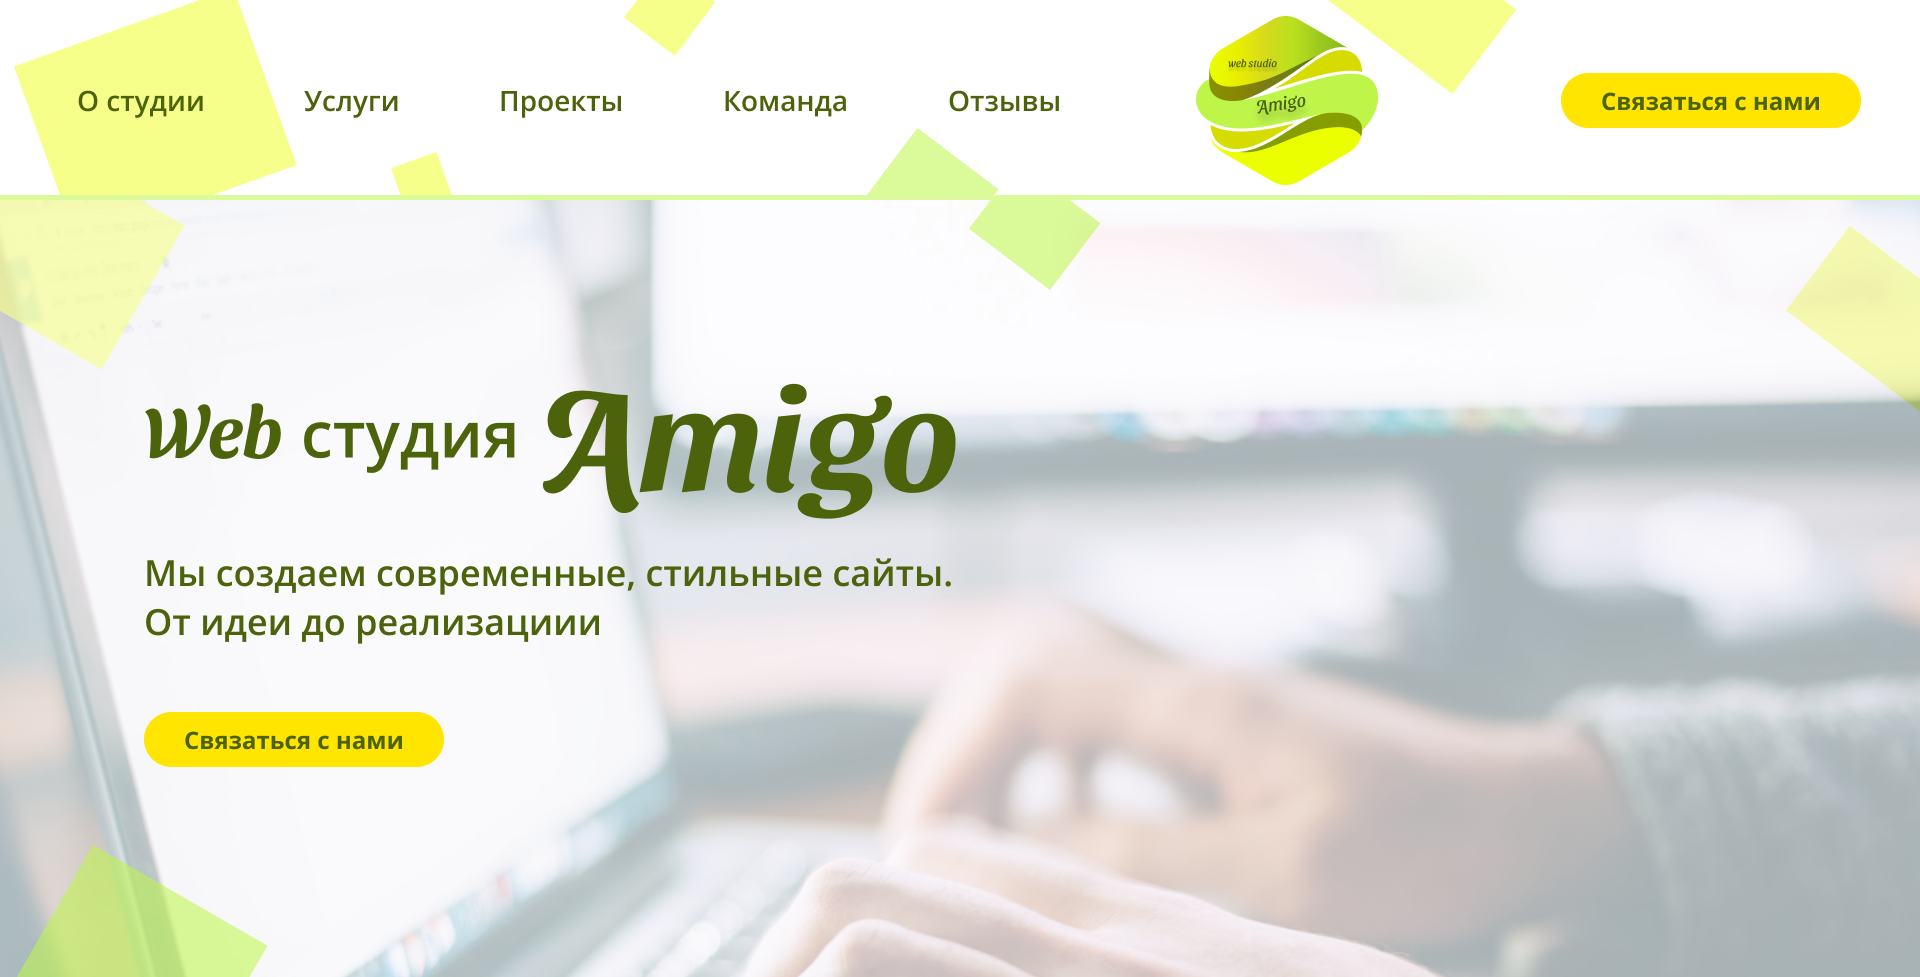 О студии
Услуги
Проекты
Команда
Отзывы
web studio
Amigo
Связаться с нами
Web студия Amigo
Мы создаем современные, стильные сайты.
От идеи до реализациии
Связаться с нами